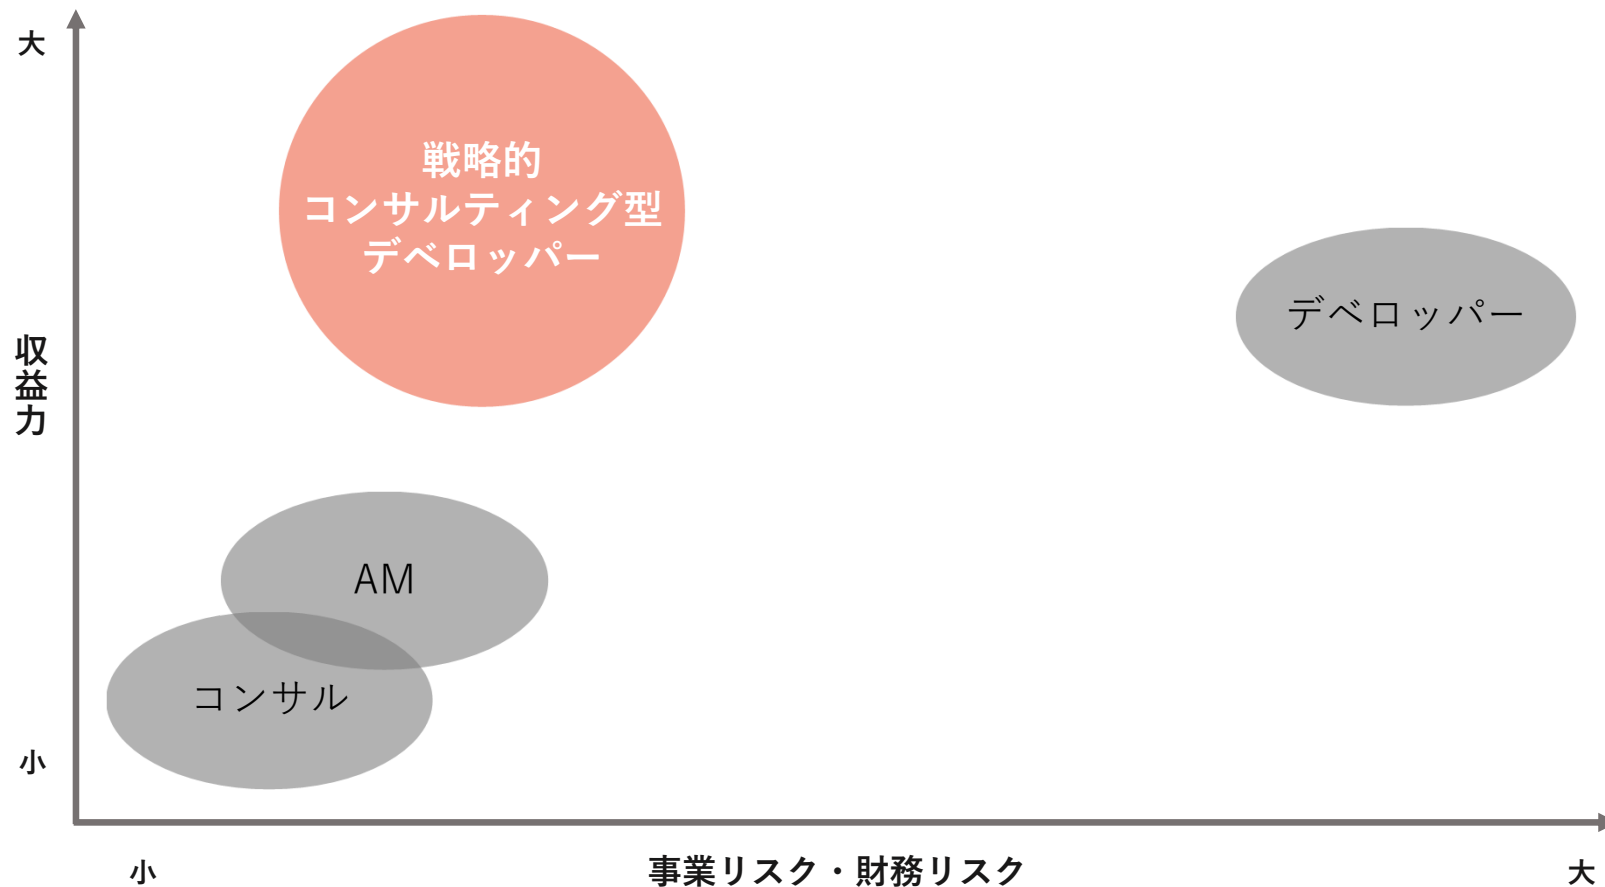 大
戦略的
コンサルティング型
デベロッパー
デベロッパー
収益力
AM
コンサル
小
小
事業リスク・財務リスク
大